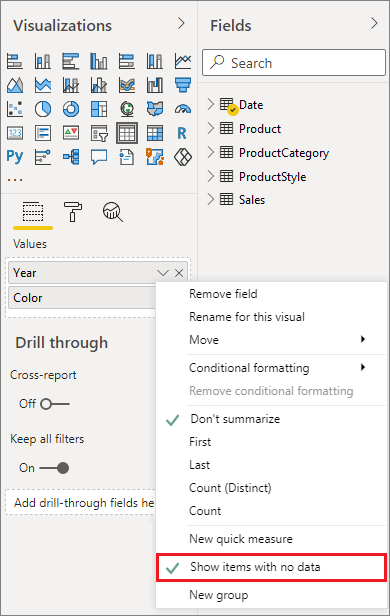 Visualizations
Fields
Search
Date
Product
ProductCategory
ProductStyle
Sales
123
R
Py
...
Values
Year
Color
Drill through
Cross-report
Off
Keep all filters
On
Add drill-through fields he
Remove field
Rename for this visual
Move
Conditional formatting
Remove conditional formatting
Don't summarize
First
Last
Count (Distinct)
Count
New quick measure
Show items with no data
New group